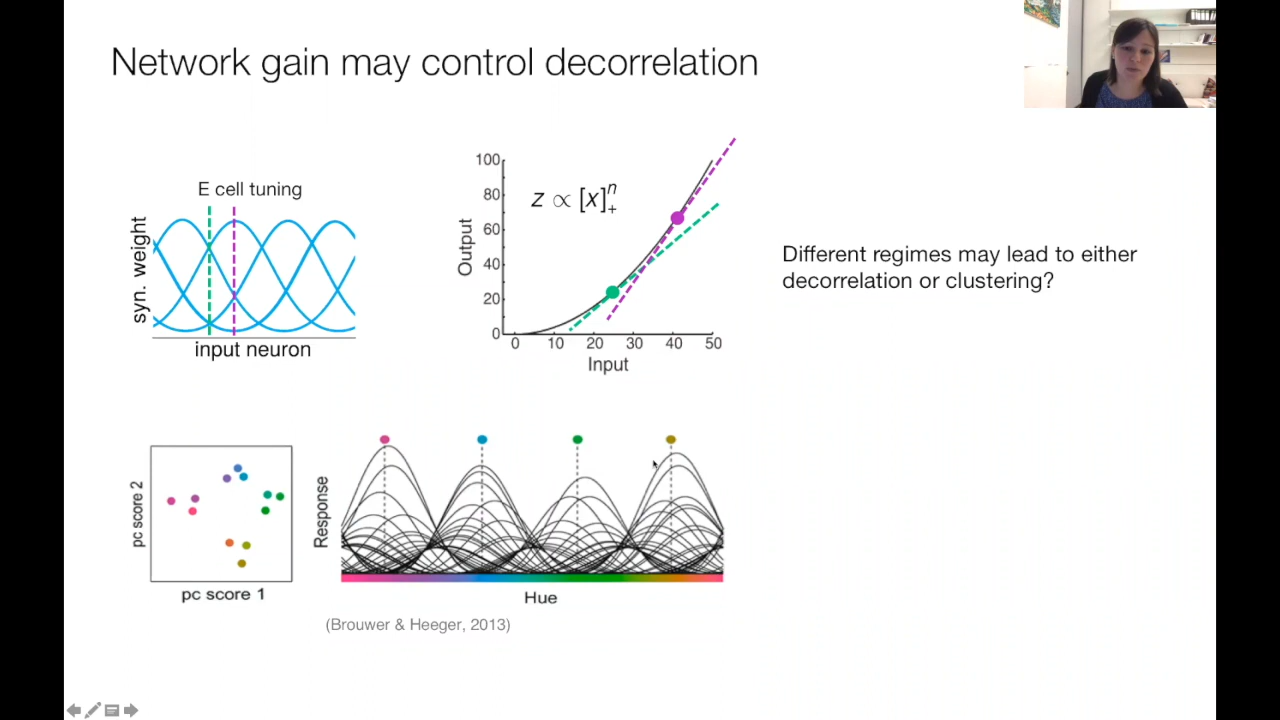 Network gain may control decorrelation
E cell tuning
syn. weight
input neuron
100
80
60
40
20
0
Output
z ∝ [x]₊ⁿ
0 10 20 30 40 50
Input
Different regimes may lead to either
decorrelation or clustering?
pc score 2
pc score 1
Response
Hue
(Brouwer & Heeger, 2013)